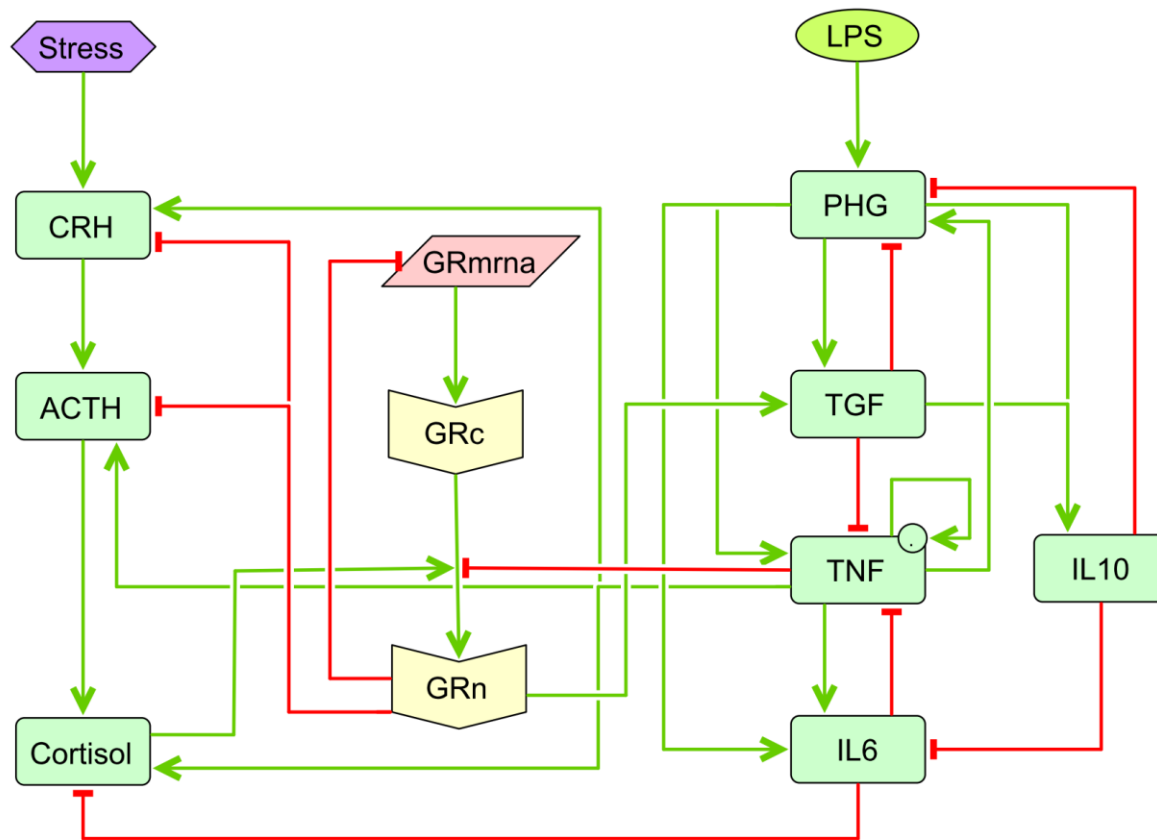 Stress
LPS
CRH
PHG
GRmrna
ACTH
TGF
GRc
.
TNF
IL10
GRn
Cortisol
IL6